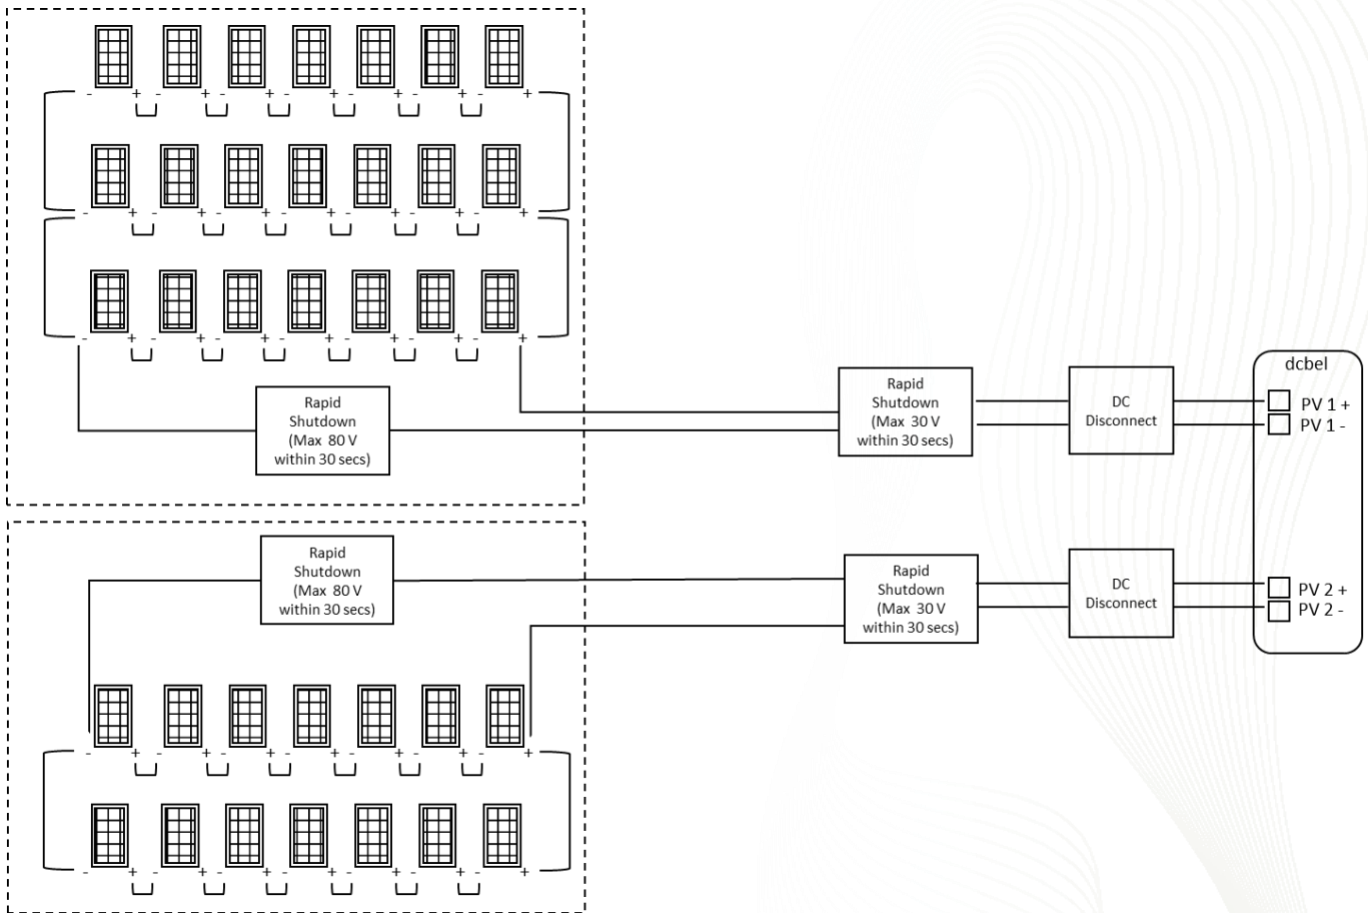 - + - + - + - + - + - + - +
- + - + - + - + - + - + - +
- + - + - + - + - + - + - +
Rapid
Shutdown
(Max 80 V
within 30 secs)
Rapid
Shutdown
(Max 30 V
within 30 secs)
DC
Disconnect
dcbel
PV 1 +
PV 1 -
Rapid
Shutdown
(Max 80 V
within 30 secs)
Rapid
Shutdown
(Max 30 V
within 30 secs)
DC
Disconnect
PV 2 +
PV 2 -
- + - + - + - + - + - + - +
- + - + - + - + - + - + - +